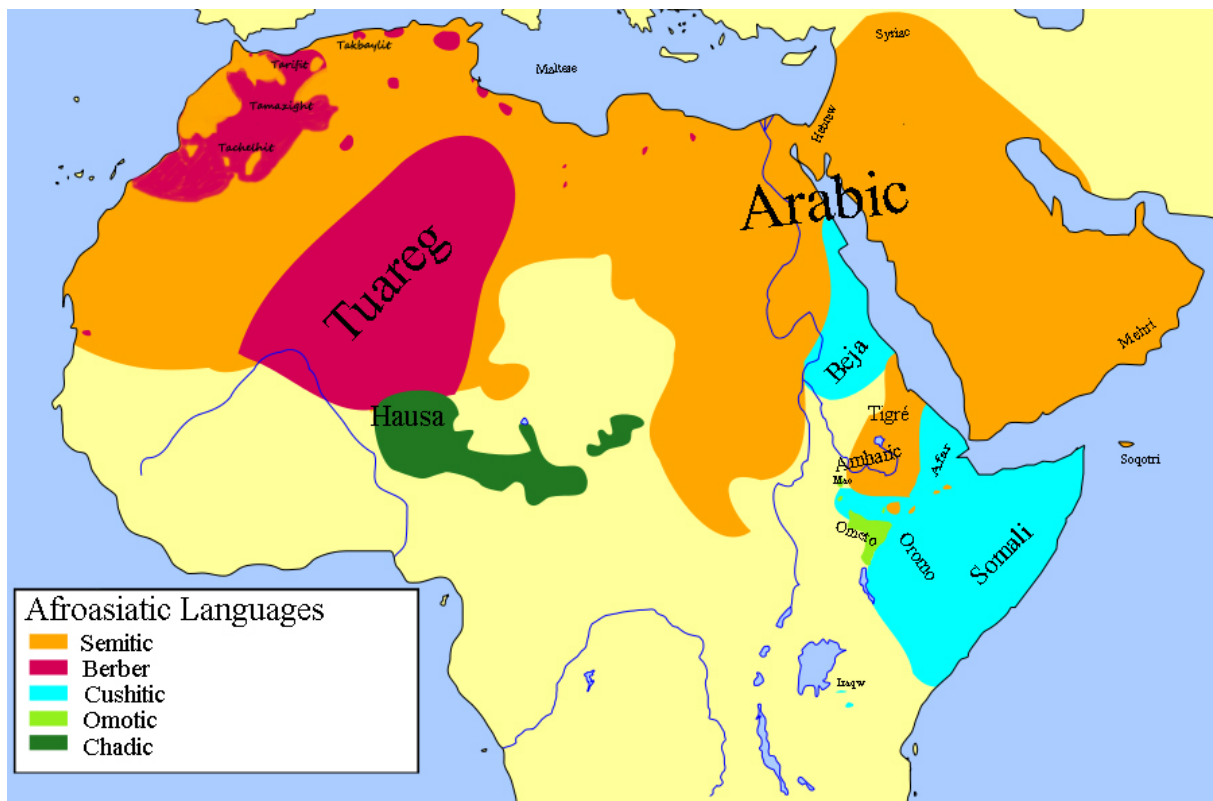 Syriac
Takbaylit
Tarifit
Maltese
Tamazight
Hebrew
Tachelhit
Arabic
Tuareg
Mehri
Beja
Hausa
Tigré
Amharic
Afar
Soqotri
Mao
Ometo
Oromo
Somali
Iraqw
Afroasiatic Languages
Semitic
Berber
Cushitic
Omotic
Chadic